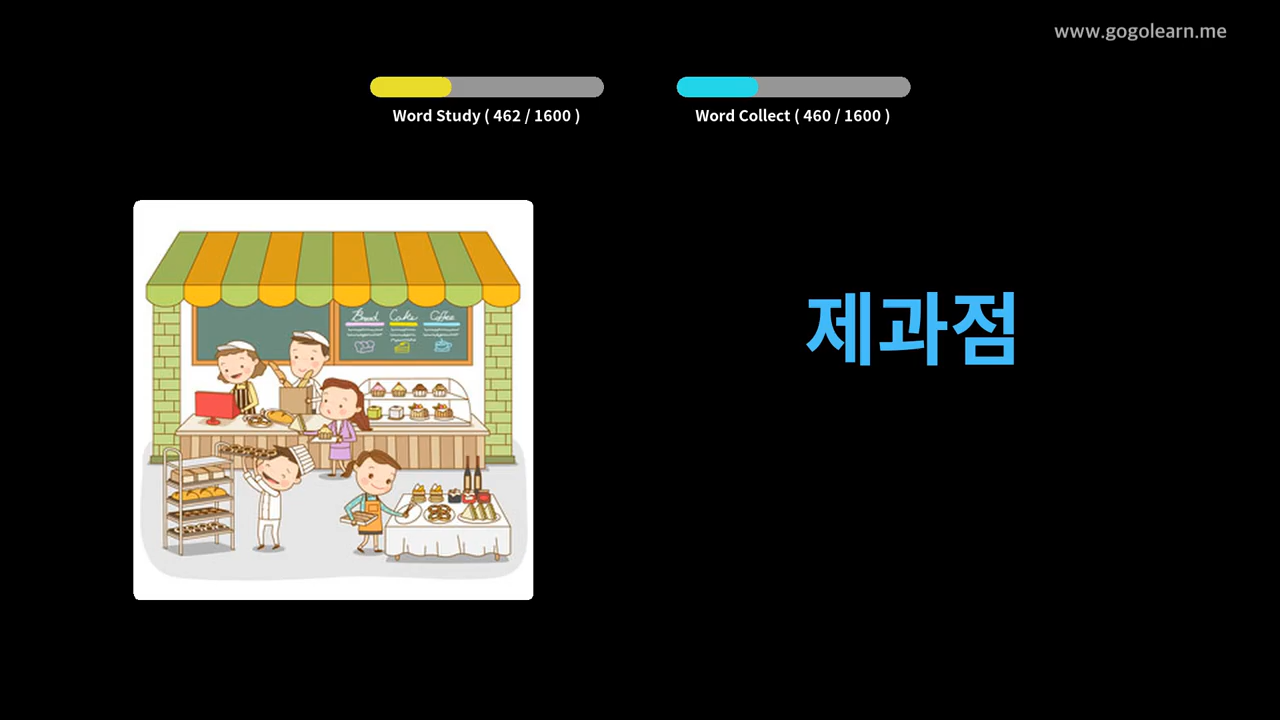 www.gogolearn.me
Word Study ( 462 / 1600 )
Word Collect ( 460 / 1600 )
Bread Cake Coffee
제과점